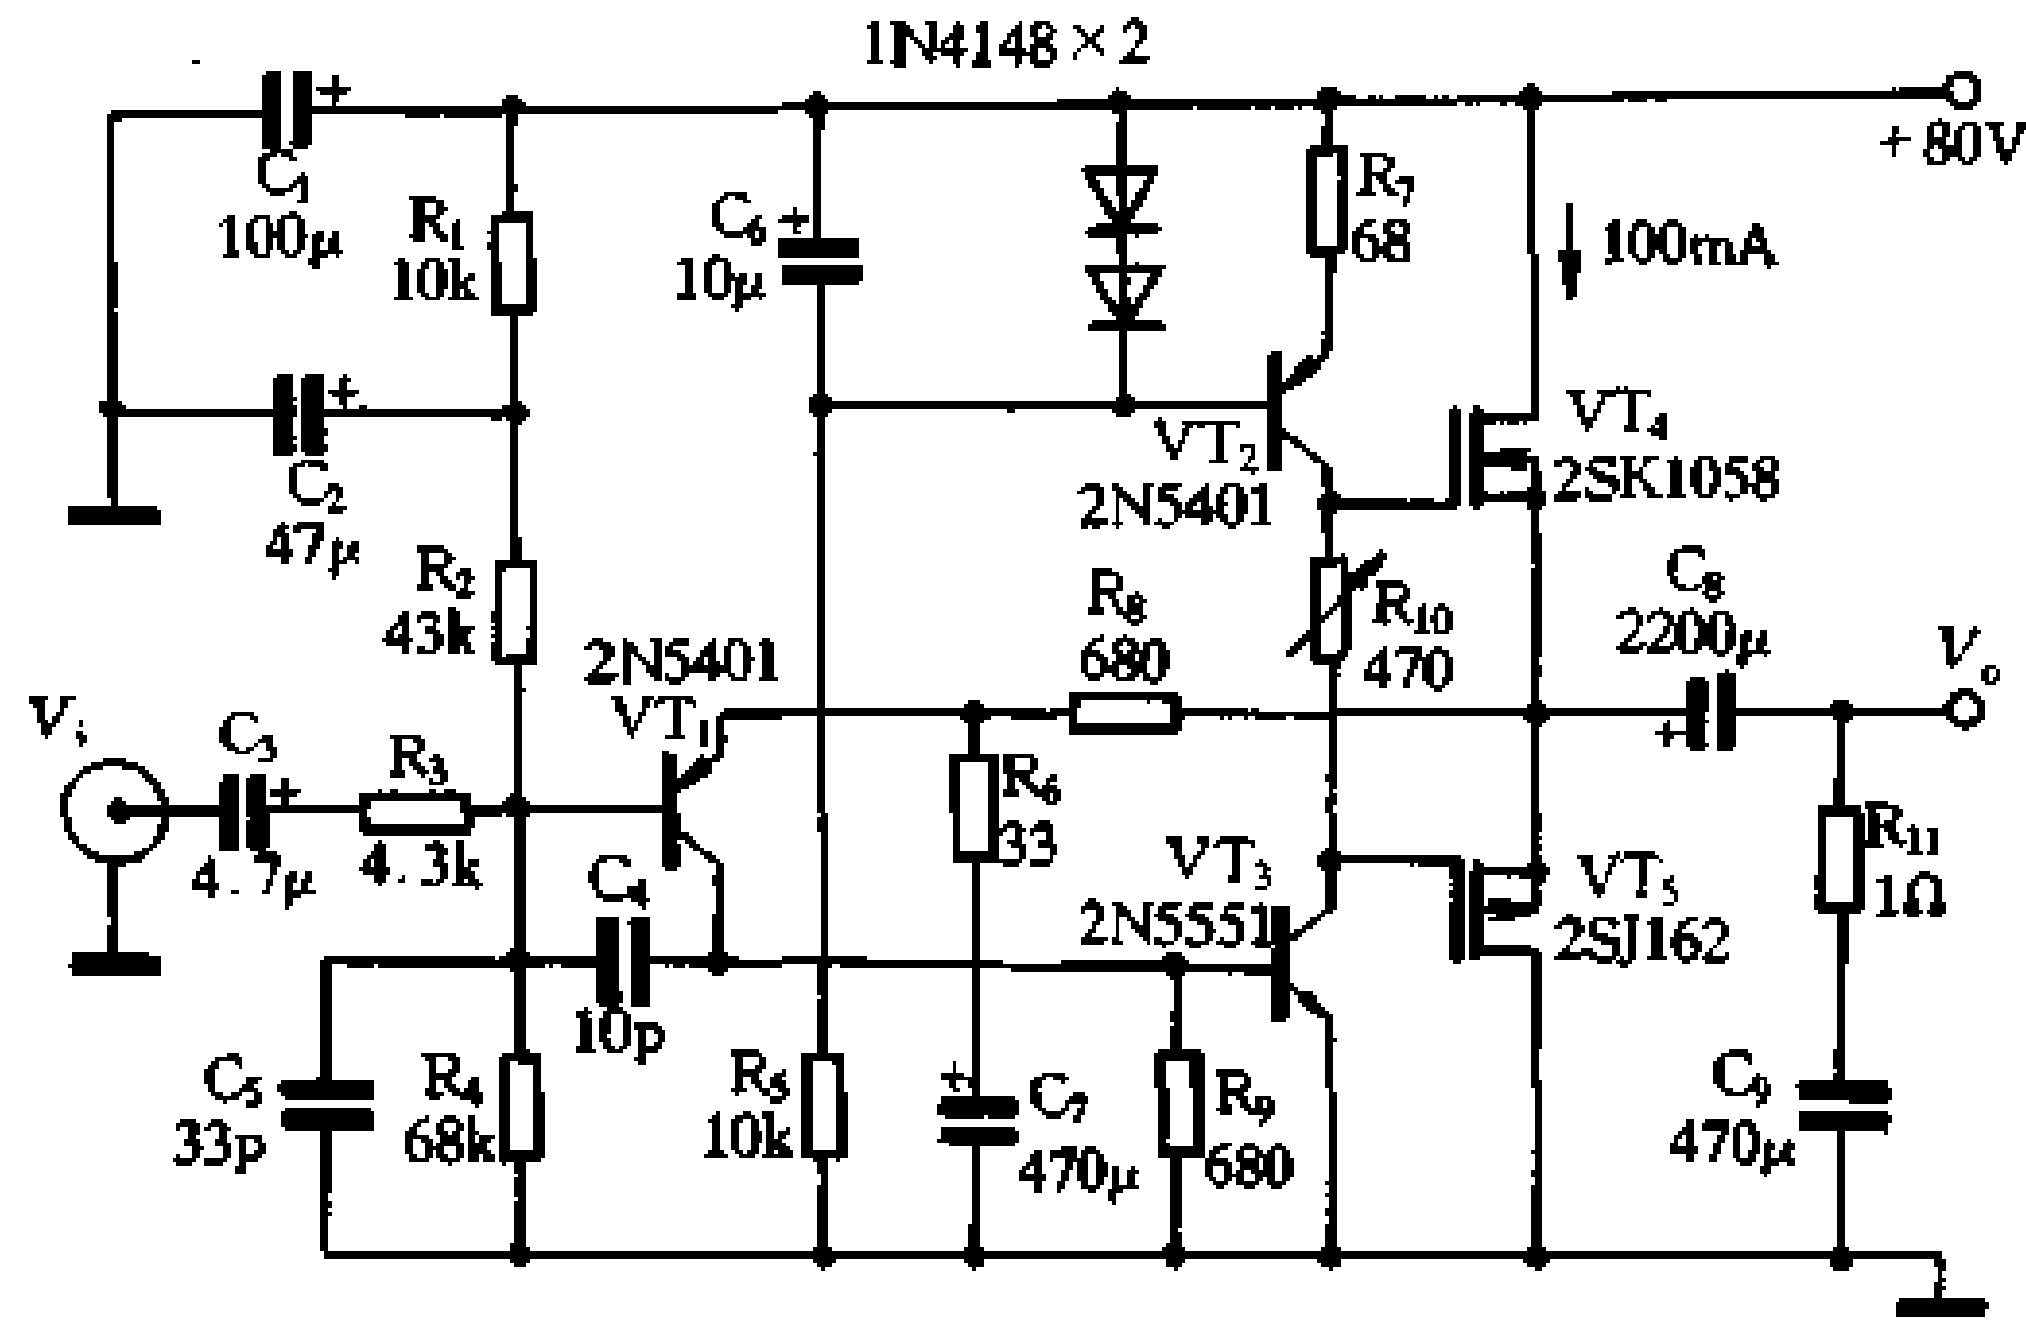 1N4148×2
+80V
C₁
100μ
R₁
10k
C₆
10μ
R₇
68
100mA
C₂
47μ
VT₂
2N5401
VT₄
2SK1058
R₂
43k
2N5401
VT₁
R₈
680
R₁₀
470
C₈
2200μ
Vₒ
Vᵢ
C₃
4.7μ
R₃
4.3k
R₆
33
VT₃
2N5551
VT₅
2SJ162
R₁₁
1Ω
C₄
10p
C₅
33p
R₄
68k
R₅
10k
C₇
470μ
R₉
680
C₉
470μ
+
+
+
+
+
+